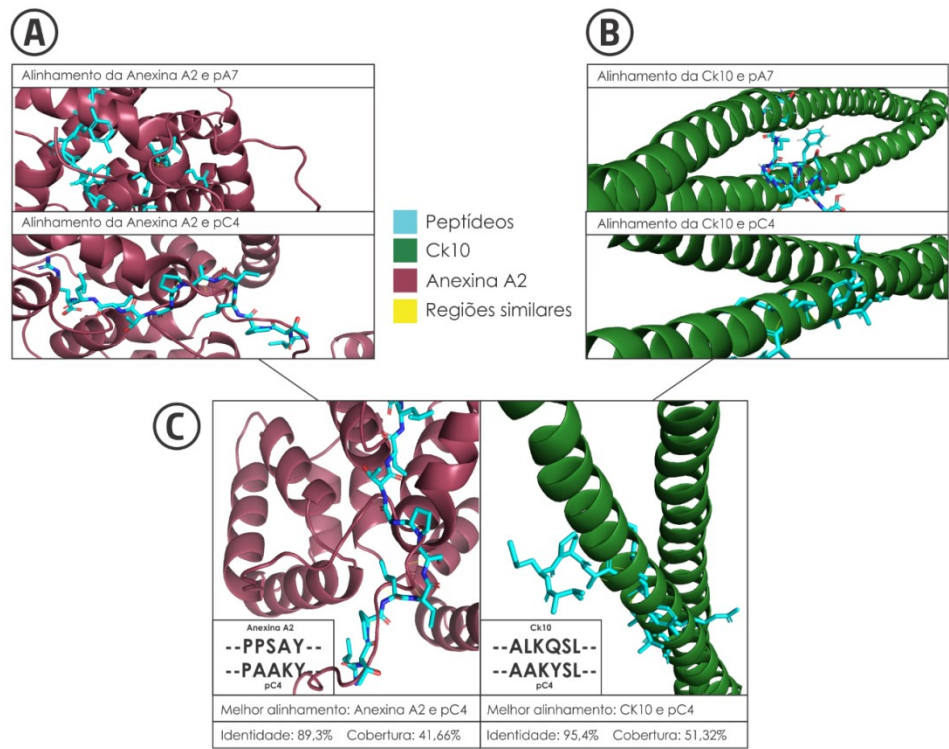 A
B
Alinhamento da Anexina A2 e pA7
Alinhamento da Ck10 e pA7
Alinhamento da Anexina A2 e pC4
Alinhamento da Ck10 e pC4
Peptídeos
Ck10
Anexina A2
Regiões similares
C
Anexina A2
--PPSAY--
--PAAKY--
pC4
Ck10
--ALKQSL--
--AAKYSL--
pC4
Melhor alinhamento: Anexina A2 e pC4
Melhor alinhamento: CK10 e pC4
Identidade: 89,3% Cobertura: 41,66%
Identidade: 95,4% Cobertura: 51,32%